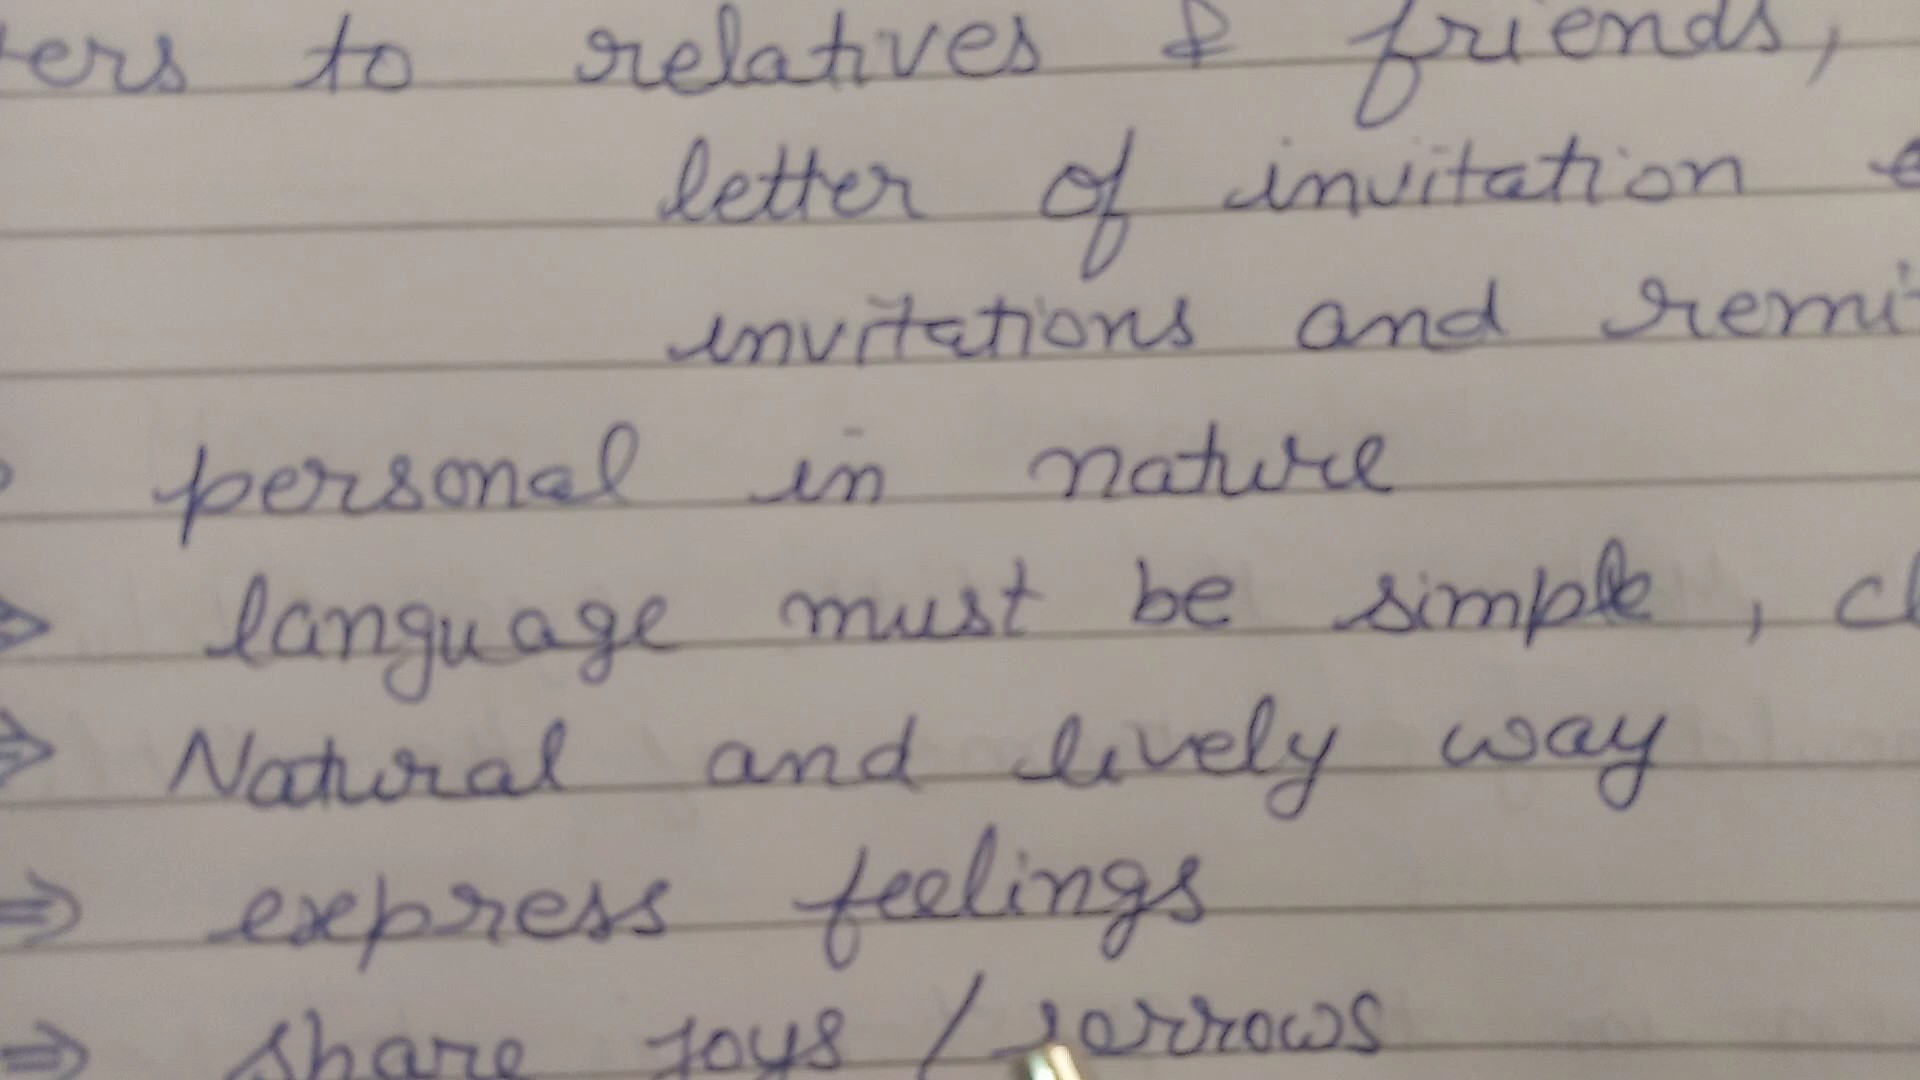 ers to relatives & friends,
letter of invitation
invitations and remi
personal in nature
⇒ language must be simple, cl
⇒ Natural and lively way
⇒ express feelings
⇒ share joys / sorrows